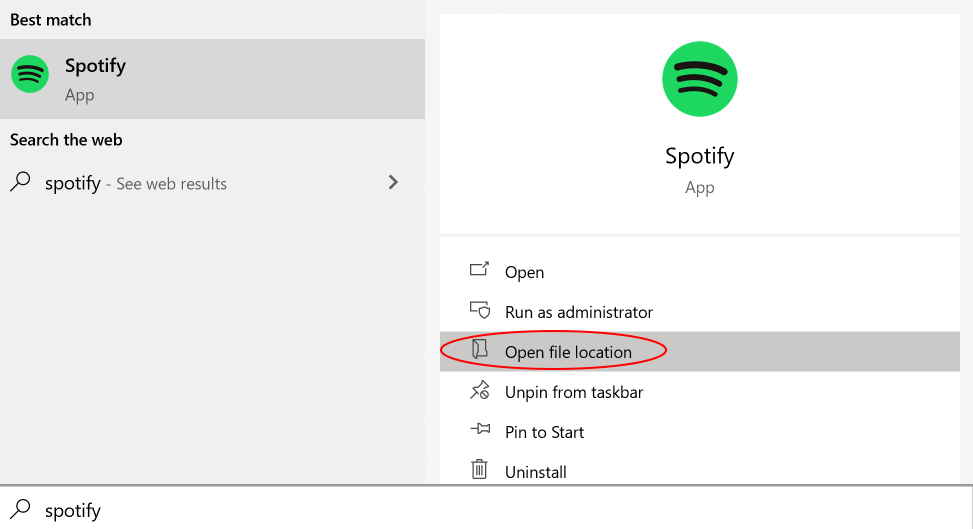 Best match
Spotify
App
Search the web
spotify - See web results
Spotify
App
Open
Run as administrator
Open file location
Unpin from taskbar
Pin to Start
Uninstall
spotify